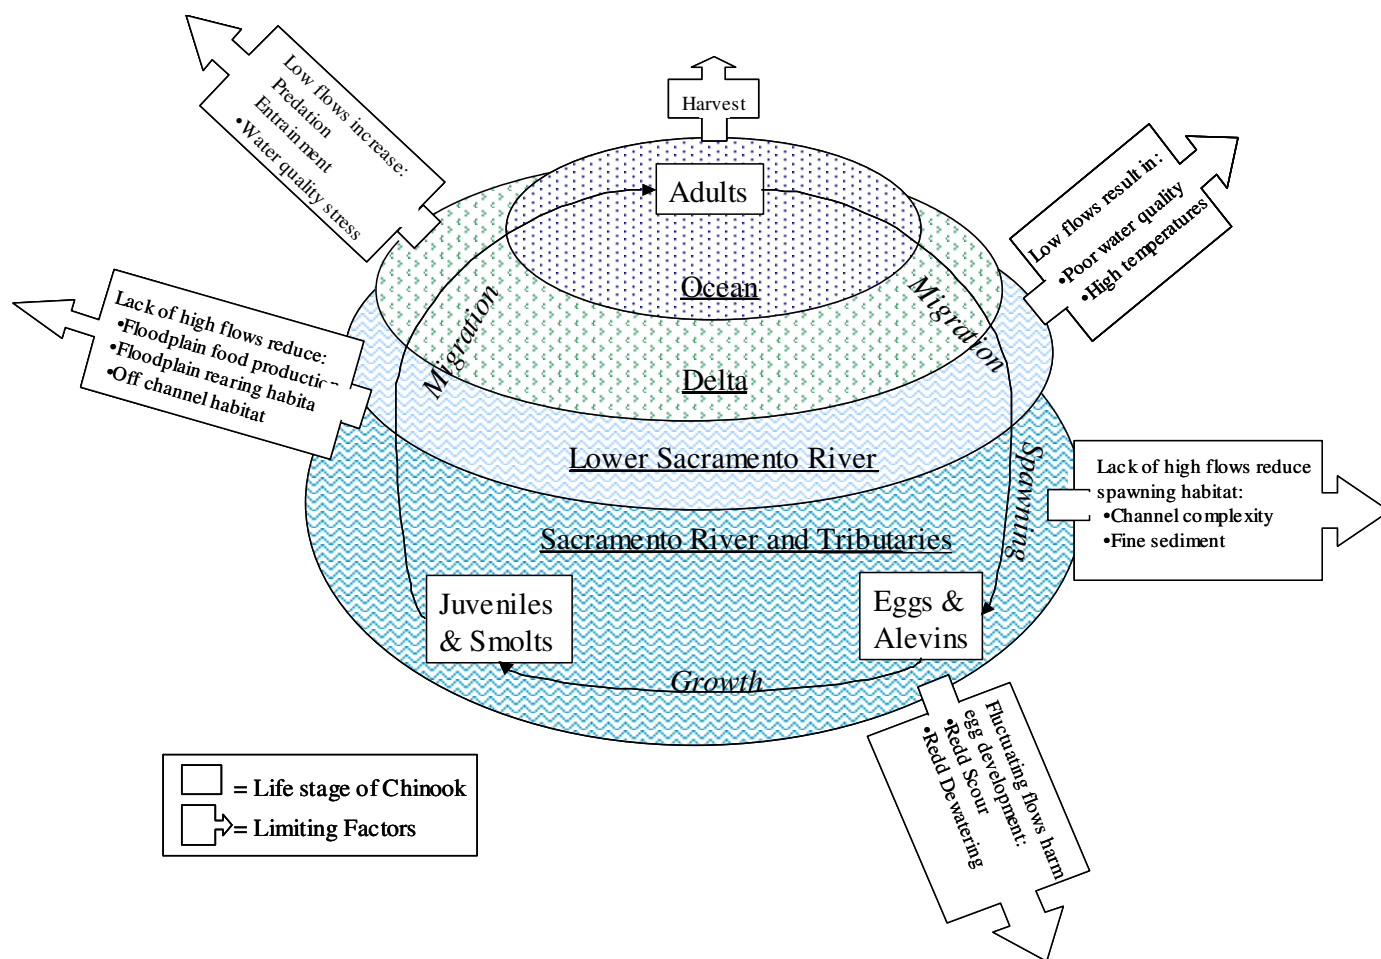 Harvest
Low flows increase:
Predation
Entrainment
•Water quality stress
Adults
Low flows result in:
•Poor water quality
•High temperatures
Ocean
Migration
Migration
Lack of high flows reduce:
•Floodplain food production
•Floodplain rearing habita
•Off channel habitat
Delta
Lower Sacramento River
Spawning
Lack of high flows reduce
spawning habitat:
•Channel complexity
•Fine sediment
Sacramento River and Tributaries
Juveniles
& Smolts
Eggs &
Alevins
Growth
Fluctuating flows harm
egg development:
•Redd Scour
•Redd Dewatering
= Life stage of Chinook
= Limiting Factors